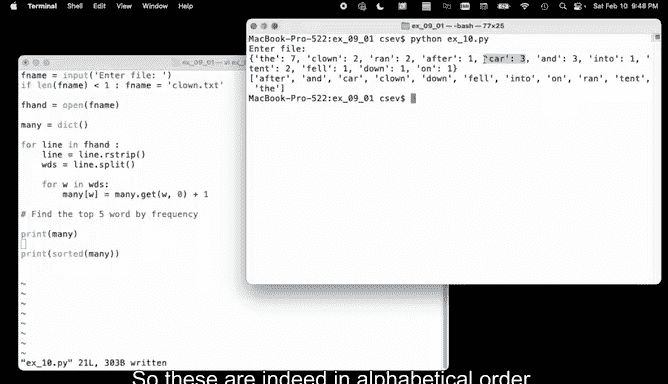 Terminal Shell Edit View Window Help
Sat Feb 10 9:48 PM
ex_09_01 — -bash — 77×25
MacBook-Pro-522:ex_09_01 csev$ python ex_10.py
Enter file:
{'the': 7, 'clown': 2, 'ran': 2, 'after': 1, 'car': 3, 'and': 3, 'into': 1, '
tent': 2, 'fell': 1, 'down': 1, 'on': 1}
['after', 'and', 'car', 'clown', 'down', 'fell', 'into', 'on', 'ran', 'tent',
'the']
MacBook-Pro-522:ex_09_01 csev$
ex_09_01 — vi
fname = input('Enter file: ')
if len(fname) < 1 : fname = 'clown.txt'
fhand = open(fname)
many = dict()
for line in fhand :
line = line.rstrip()
wds = line.split()
for w in wds:
many[w] = many.get(w, 0) + 1
# Find the top 5 word by frequency
print(many)
print(sorted(many))
~
~
~
~
~
~
~
"ex_10.py" 21L, 303B written
So these are indeed in alphabetical order